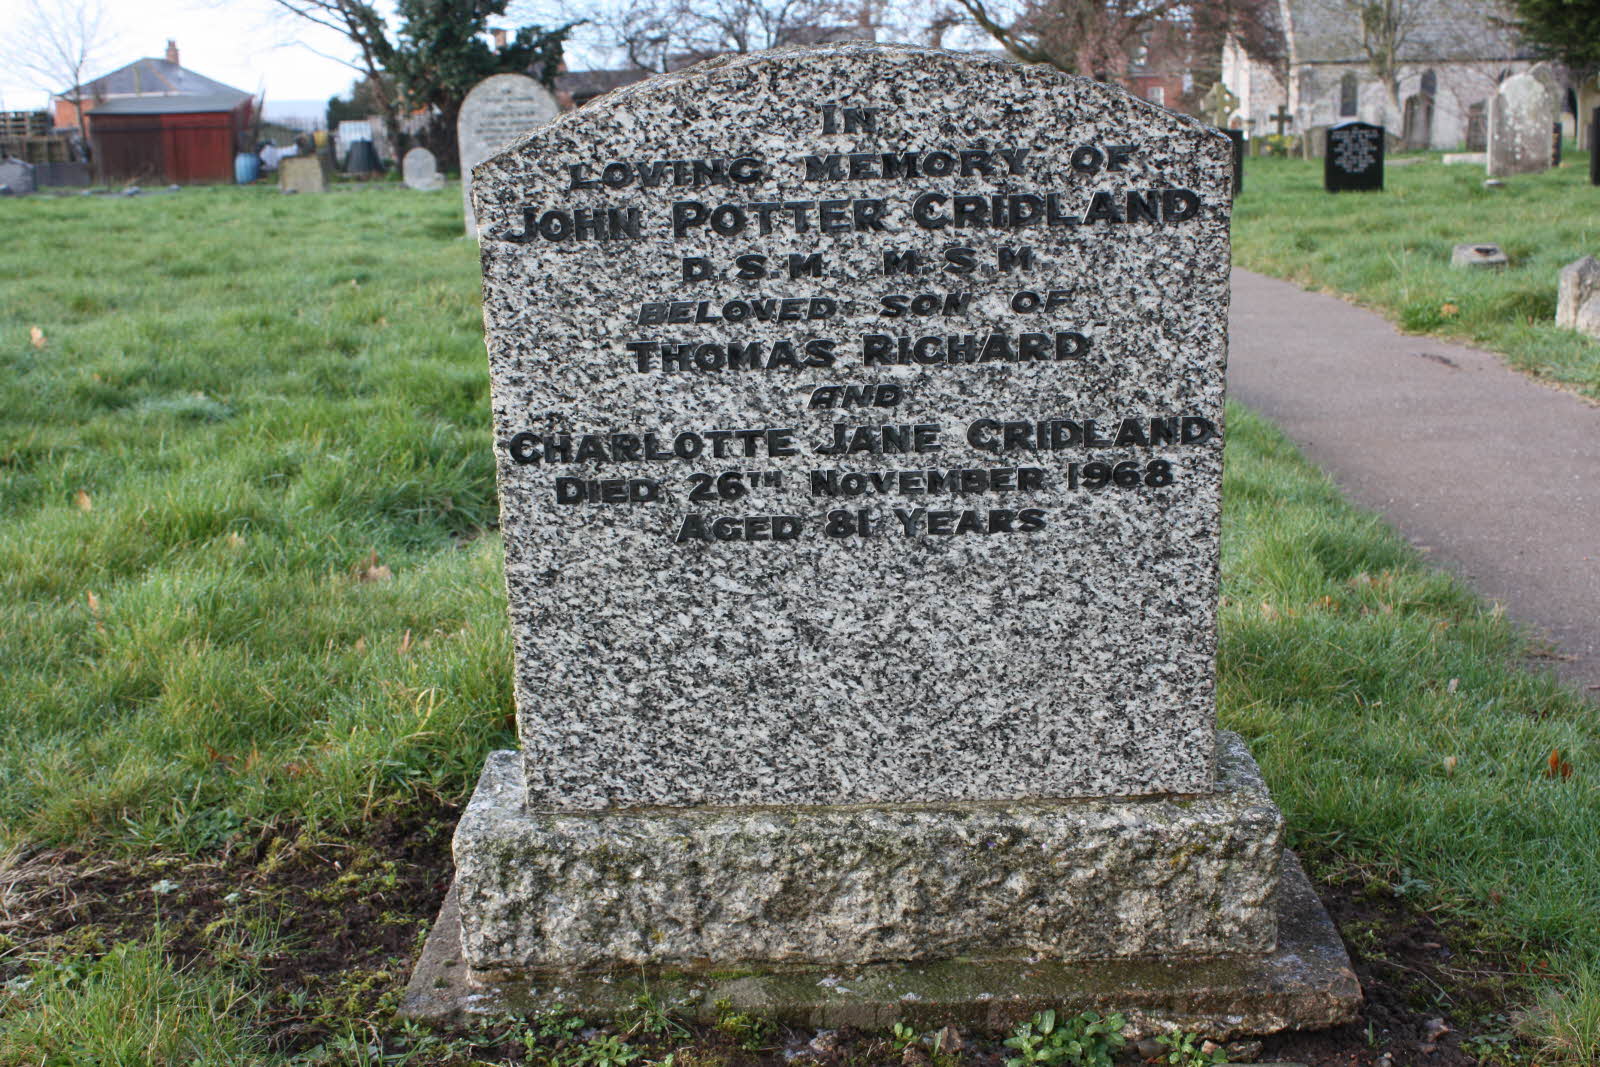 IN
LOVING MEMORY OF
JOHN POTTER CRIDLAND
D.S.M. M.S.M.
BELOVED SON OF
THOMAS RICHARD
AND
CHARLOTTE JANE CRIDLAND
DIED 26TH NOVEMBER 1968
AGED 81 YEARS